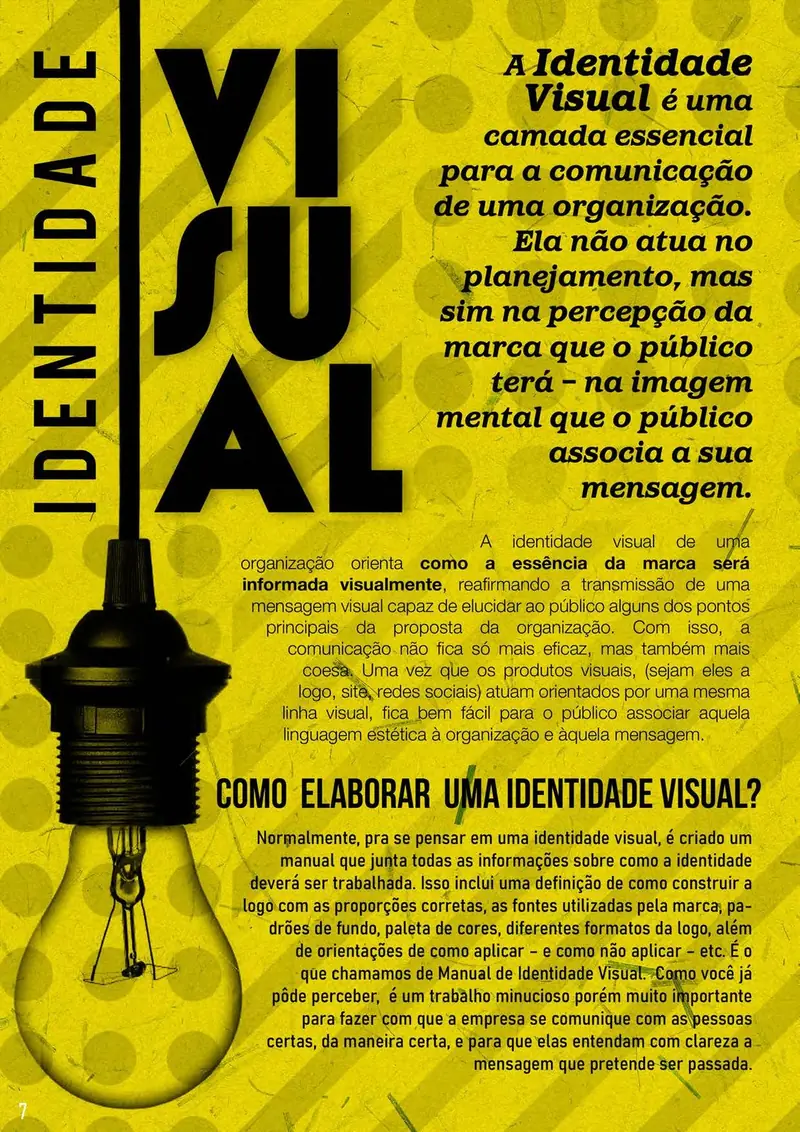 IDENTIDADE
VI
SU
AL
A Identidade
Visual é uma
camada essencial
para a comunicação
de uma organização.
Ela não atua no
planejamento, mas
sim na percepção da
marca que o público
terá – na imagem
mental que o público
associa a sua
mensagem.
A identidade visual de uma
organização orienta como a essência da marca será
informada visualmente, reafirmando a transmissão de uma
mensagem visual capaz de elucidar ao público alguns dos pontos
principais da proposta da organização. Com isso, a
comunicação não fica só mais eficaz, mas também mais
coesa. Uma vez que os produtos visuais, (sejam eles a
logo, site, redes sociais) atuam orientados por uma mesma
linha visual, fica bem fácil para o público associar aquela
linguagem estética à organização e àquela mensagem.
COMO ELABORAR UMA IDENTIDADE VISUAL?
Normalmente, pra se pensar em uma identidade visual, é criado um
manual que junta todas as informações sobre como a identidade
deverá ser trabalhada. Isso inclui uma definição de como construir a
logo com as proporções corretas, as fontes utilizadas pela marca, pa-
drões de fundo, paleta de cores, diferentes formatos da logo, além
de orientações de como aplicar – e como não aplicar – etc. É o
que chamamos de Manual de Identidade Visual. Como você já
pôde perceber, é um trabalho minucioso porém muito importante
para fazer com que a empresa se comunique com as pessoas
certas, da maneira certa, e para que elas entendam com clareza a
mensagem que pretende ser passada.
7